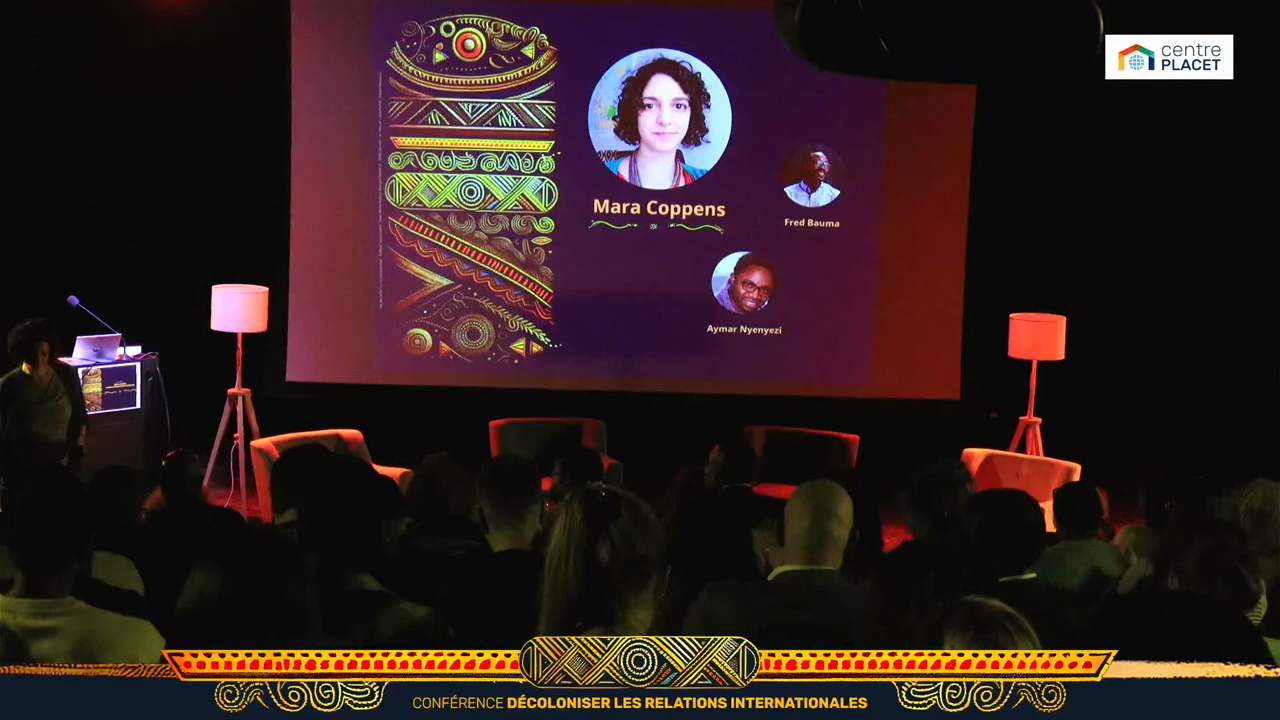 centre
PLACET
Mara Coppens
Fred Bauma
Aymar Nyenyezi
CONFÉRENCE DÉCOLONISER LES RELATIONS INTERNATIONALES